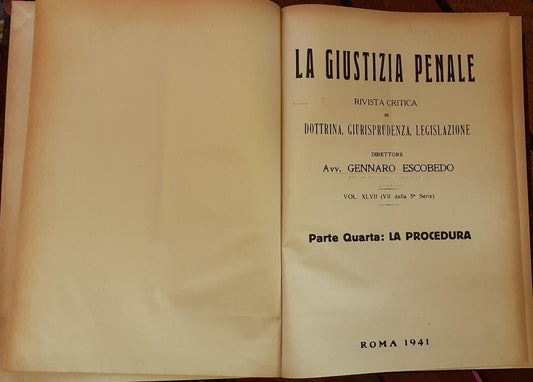 LA GIUSTIZIA PENALE
RIVISTA CRITICA
DI
DOTTRINA, GIURISPRUDENZA, LEGISLAZIONE
DIRETTORE
Avv. GENNARO ESCOBEDO
VOL. XLVII (VII della 5ª Serie)
Parte Quarta: LA PROCEDURA
ROMA 1941